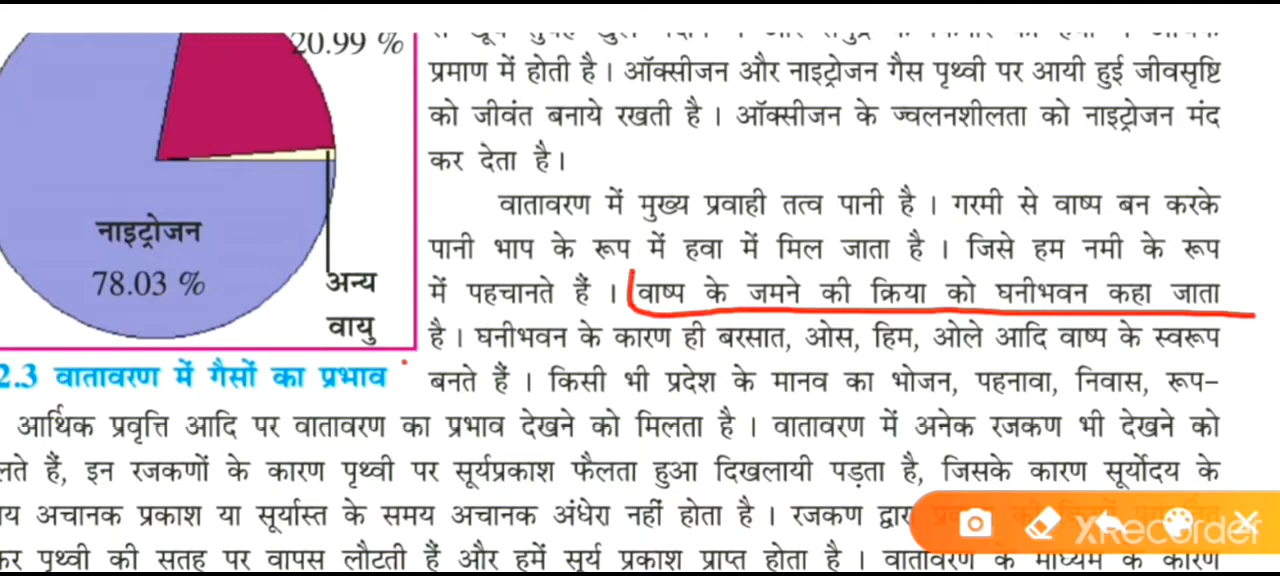 20.99 %
प्रमाण में होती है । ऑक्सीजन और नाइट्रोजन गैस पृथ्वी पर आयी हुई जीवसृष्टि
को जीवंत बनाये रखती है । ऑक्सीजन के ज्वलनशीलता को नाइट्रोजन मंद
कर देता है।
नाइट्रोजन
78.03 %
अन्य
वायु
वातावरण में मुख्य प्रवाही तत्व पानी है । गरमी से वाष्प बन करके
पानी भाप के रूप में हवा में मिल जाता है । जिसे हम नमी के रूप
में पहचानते हैं । वाष्प के जमने की क्रिया को घनीभवन कहा जाता
है । घनीभवन के कारण ही बरसात, ओस, हिम, ओले आदि वाष्प के स्वरूप
2.3 वातावरण में गैसों का प्रभाव
बनते हैं । किसी भी प्रदेश के मानव का भोजन, पहनावा, निवास, रूप-
आर्थिक प्रवृत्ति आदि पर वातावरण का प्रभाव देखने को मिलता है । वातावरण में अनेक रजकण भी देखने को
लते हैं, इन रजकणों के कारण पृथ्वी पर सूर्यप्रकाश फैलता हुआ दिखलायी पड़ता है, जिसके कारण सूर्योदय के
य अचानक प्रकाश या सूर्यास्त के समय अचानक अंधेरा नहीं होता है । रजकण द्वार
कर पृथ्वी की सतह पर वापस लौटती हैं और हमें सूर्य प्रकाश प्राप्त होता है । वातावरण के माध्यम के कारण
XRecorder